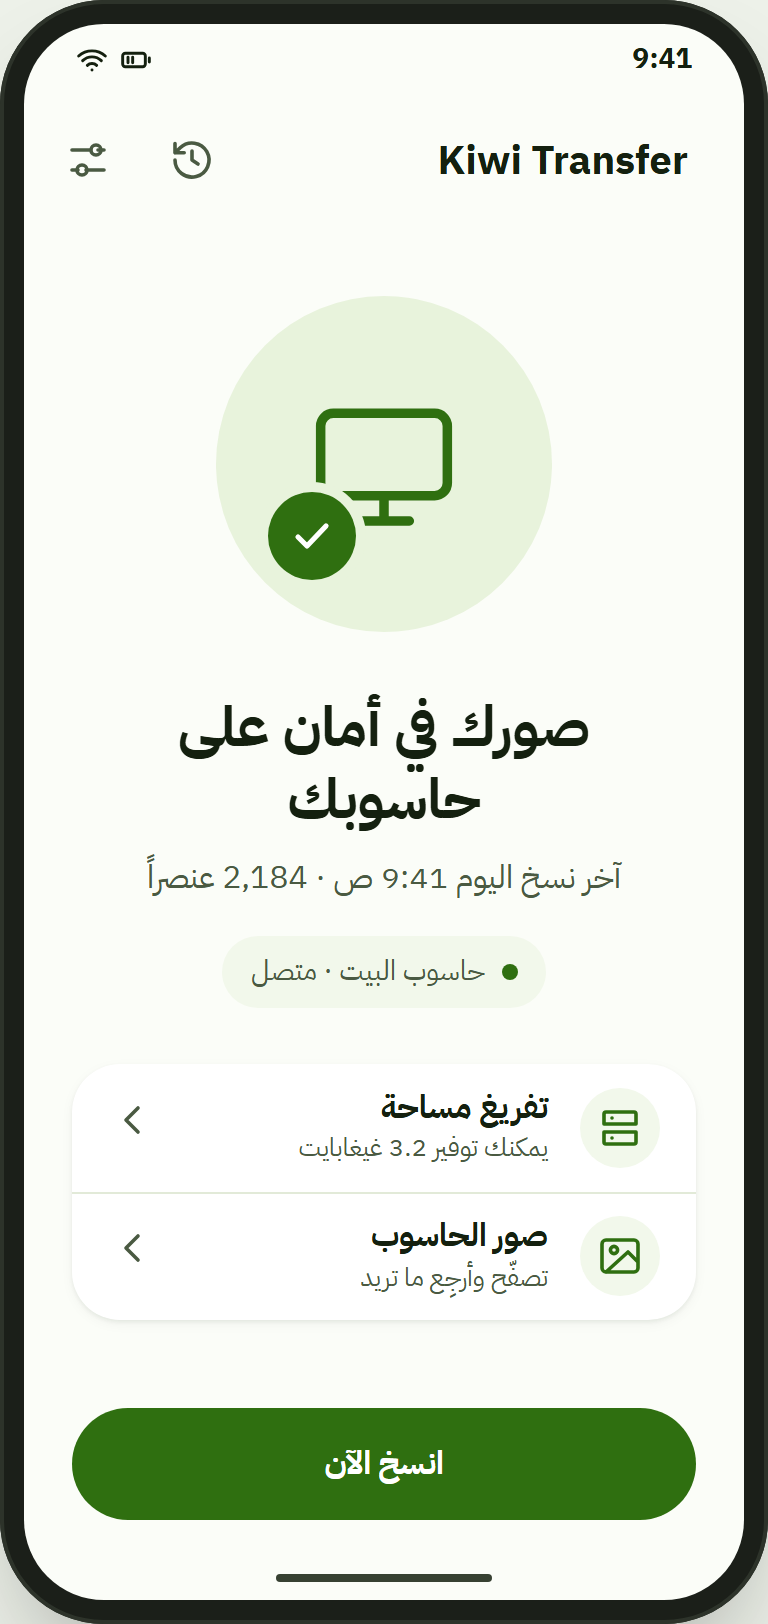 9:41
Kiwi Transfer
صورك في أمان على
حاسوبك
آخر نسخ اليوم 9:41 ص · 2,184 عنصراً
حاسوب البيت · متصل
تفريغ مساحة
يمكنك توفير 3.2 غيغابايت
صور الحاسوب
تصفّح وأرجِع ما تريد
انسخ الآن